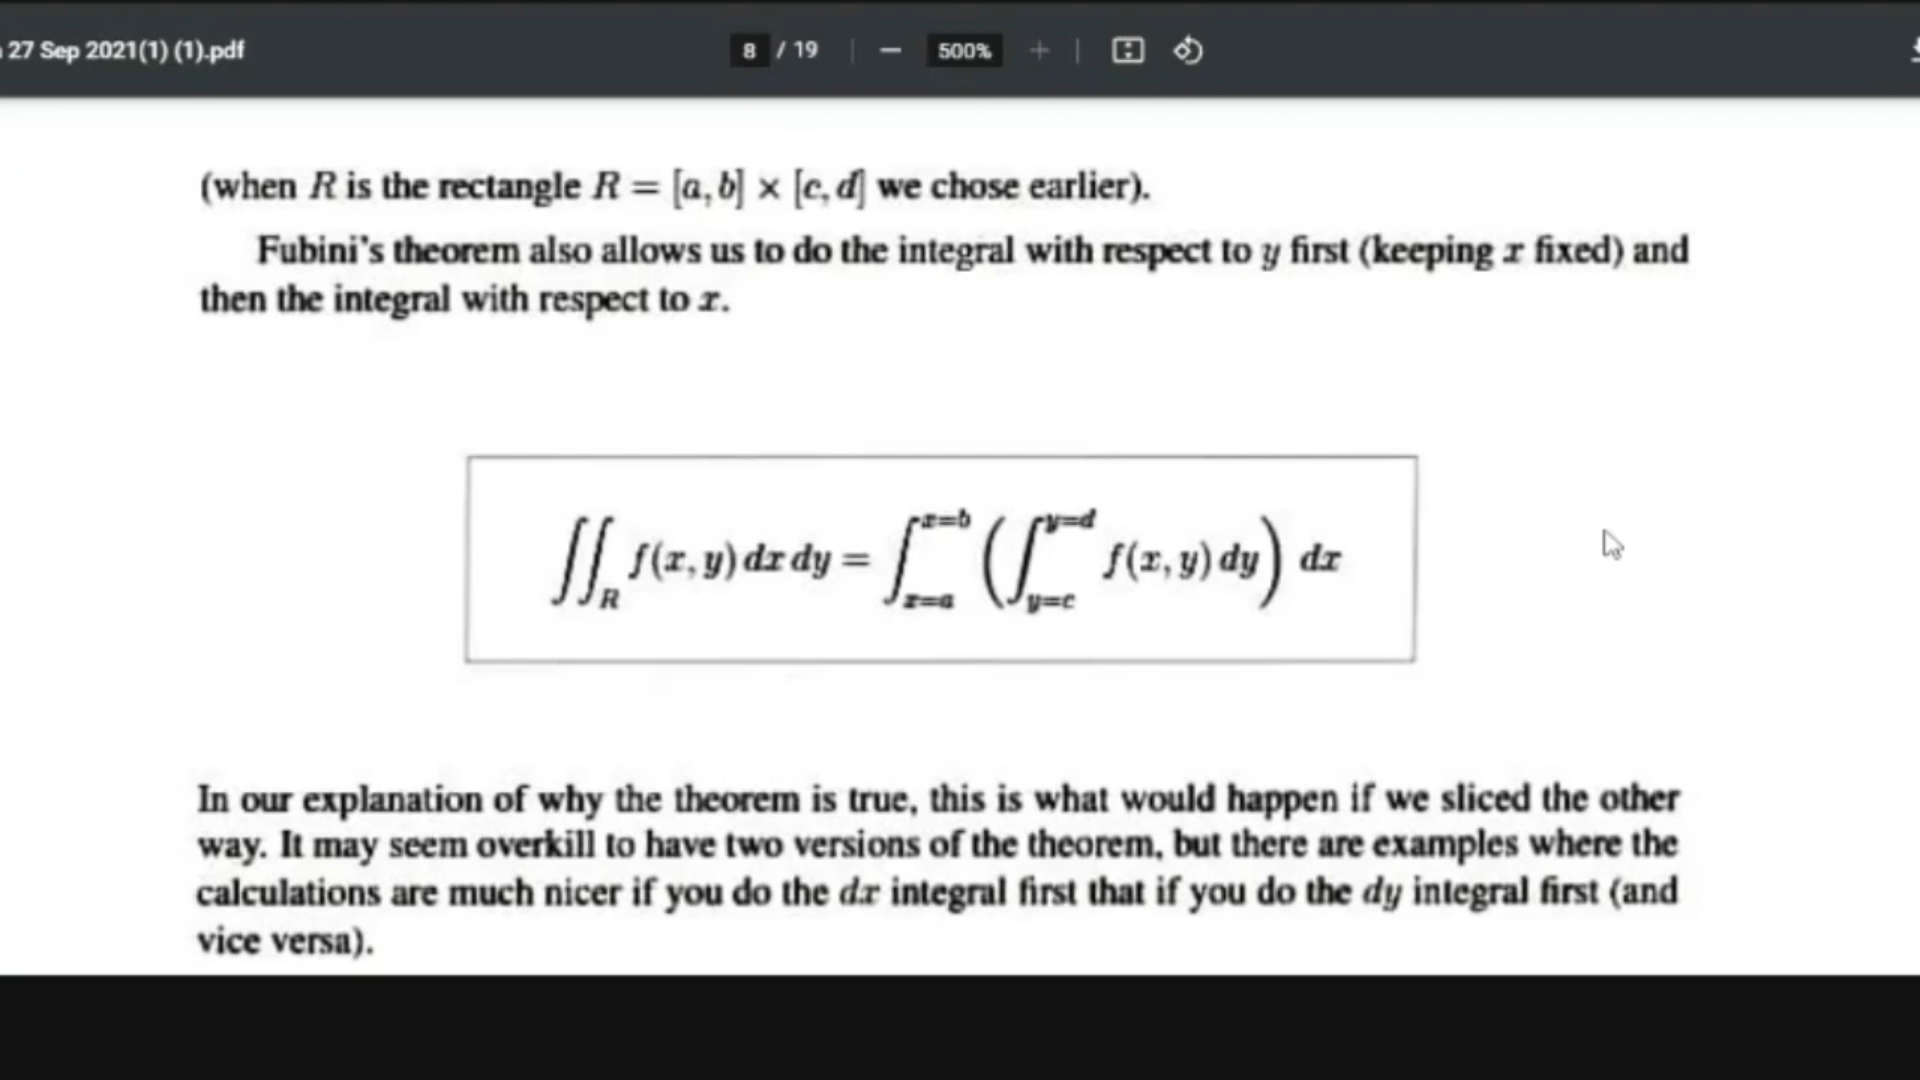 27 Sep 2021(1) (1).pdf 8 / 19 − 500% +
(when R is the rectangle R = [a, b] × [c, d] we chose earlier).
Fubini's theorem also allows us to do the integral with respect to y first (keeping x fixed) and
then the integral with respect to x.
∬_R f(x, y) dx dy = ∫_{x=a}^{x=b} (∫_{y=c}^{y=d} f(x, y) dy) dx
In our explanation of why the theorem is true, this is what would happen if we sliced the other
way. It may seem overkill to have two versions of the theorem, but there are examples where the
calculations are much nicer if you do the dx integral first that if you do the dy integral first (and
vice versa).